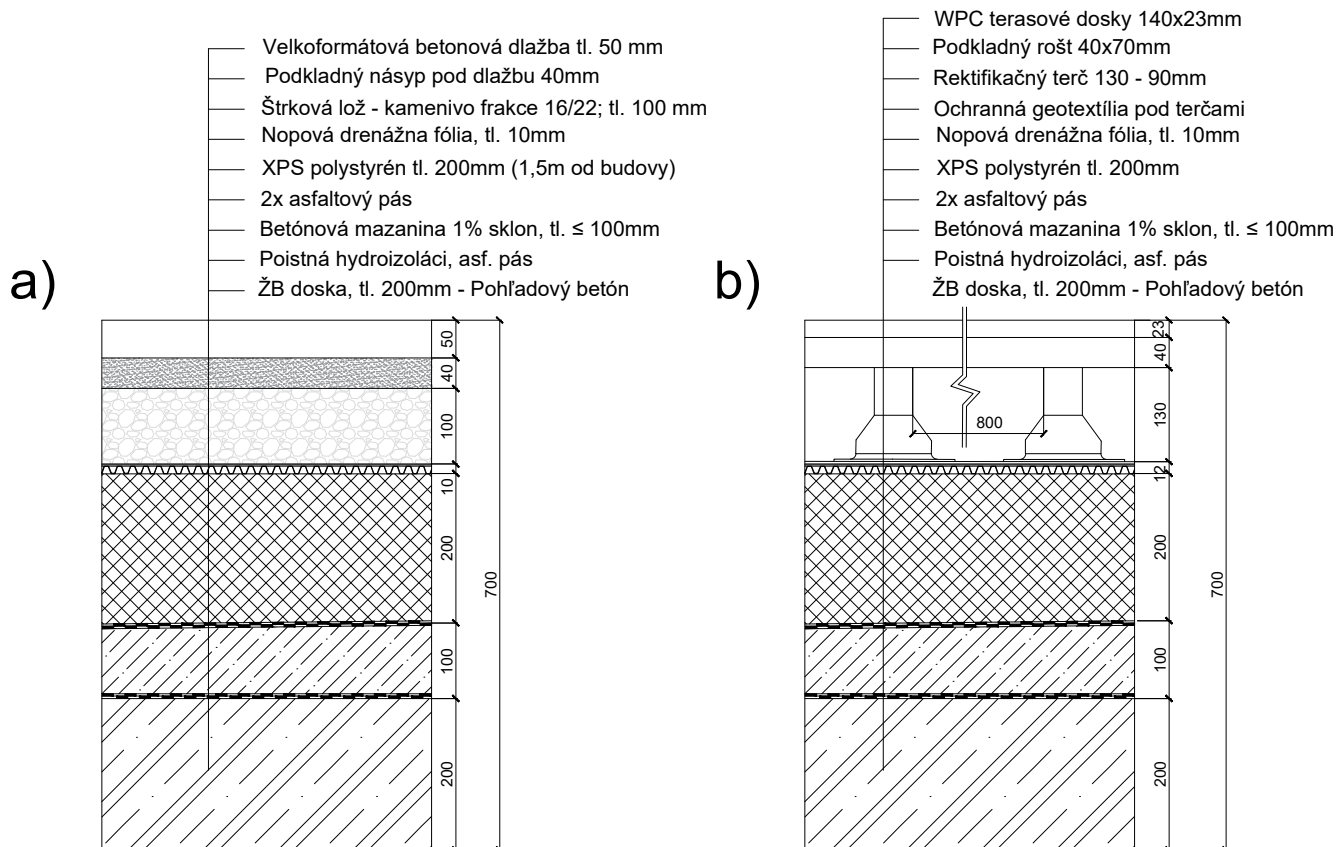 Velkoformátová betonová dlažba tl. 50 mm
Podkladný násyp pod dlažbu 40mm
Štrková lož - kamenivo frakce 16/22; tl. 100 mm
Nopová drenážna fólia, tl. 10mm
XPS polystyrén tl. 200mm (1,5m od budovy)
2x asfaltový pás
Betónová mazanina 1% sklon, tl. ≤ 100mm
Poistná hydroizoláci, asf. pás
ŽB doska, tl. 200mm - Pohľadový betón
a)
50
40
100
10
200
100
200
700
WPC terasové dosky 140x23mm
Podkladný rošt 40x70mm
Rektifikačný terč 130 - 90mm
Ochranná geotextília pod terčami
Nopová drenážna fólia, tl. 10mm
XPS polystyrén tl. 200mm
2x asfaltový pás
Betónová mazanina 1% sklon, tl. ≤ 100mm
Poistná hydroizoláci, asf. pás
ŽB doska, tl. 200mm - Pohľadový betón
b)
23
40
800
130
12
200
100
200
700